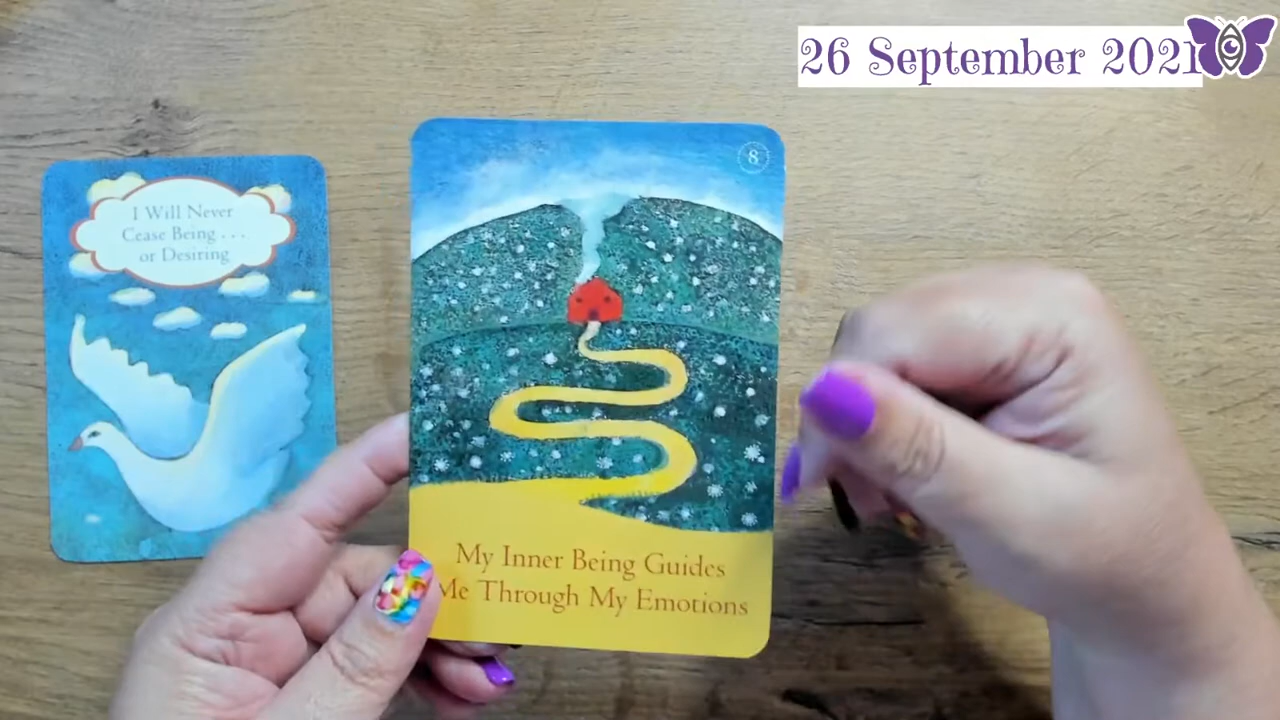 26 September 2021
I Will Never
Cease Being . . .
or Desiring
8
My Inner Being Guides
Me Through My Emotions